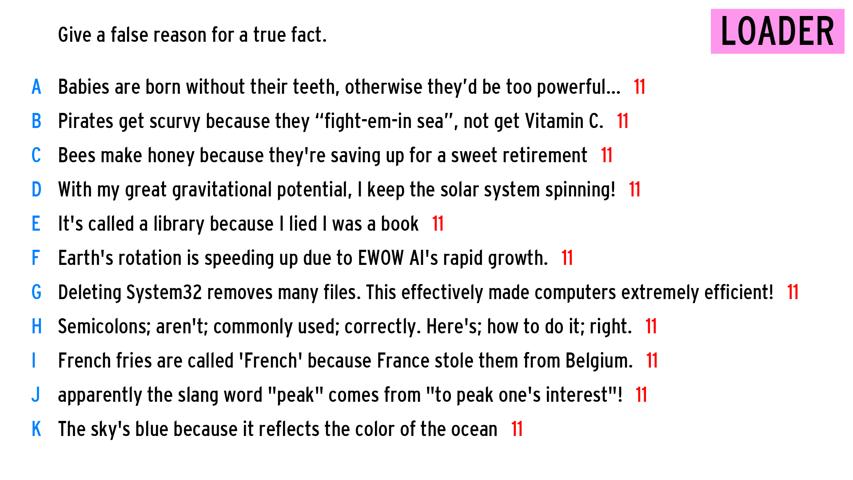 Give a false reason for a true fact.
LOADER
A Babies are born without their teeth, otherwise they'd be too powerful... 11
B Pirates get scurvy because they “fight-em-in sea”, not get Vitamin C. 11
C Bees make honey because they're saving up for a sweet retirement 11
D With my great gravitational potential, I keep the solar system spinning! 11
E It's called a library because I lied I was a book 11
F Earth's rotation is speeding up due to EWOW AI's rapid growth. 11
G Deleting System32 removes many files. This effectively made computers extremely efficient! 11
H Semicolons; aren't; commonly used; correctly. Here's; how to do it; right. 11
I French fries are called 'French' because France stole them from Belgium. 11
J apparently the slang word "peak" comes from "to peak one's interest"! 11
K The sky's blue because it reflects the color of the ocean 11